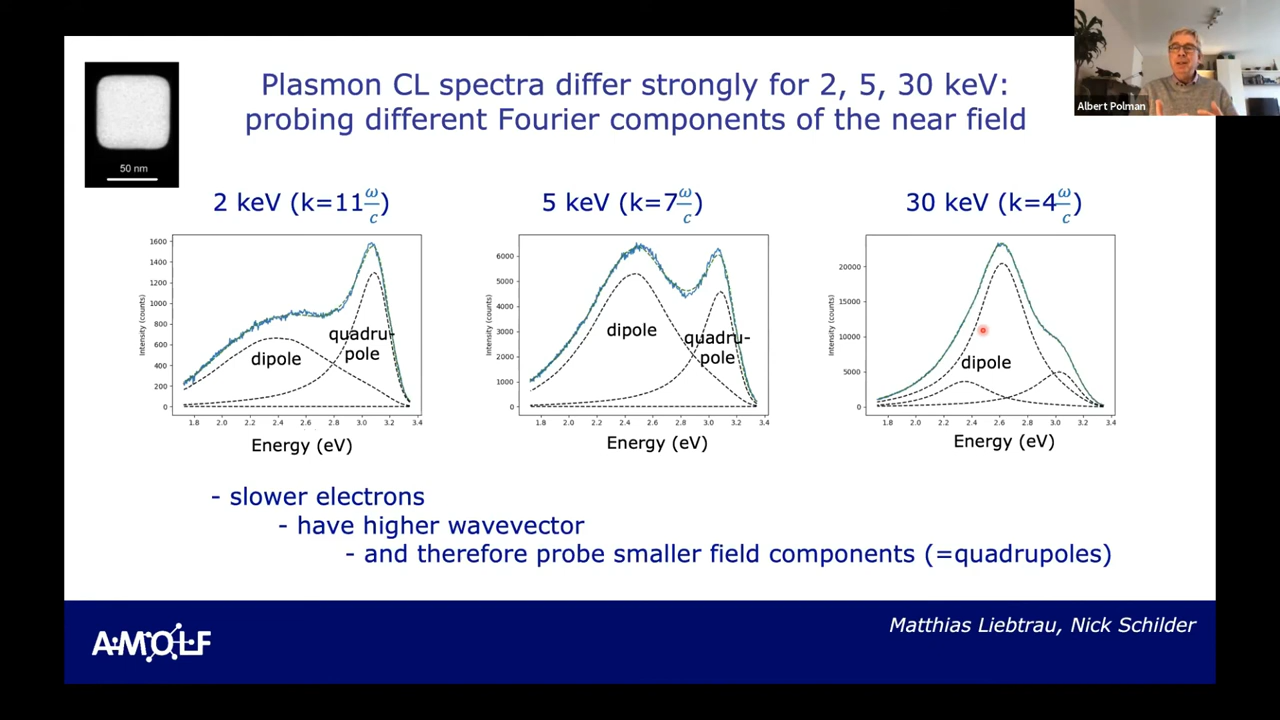 Plasmon CL spectra differ strongly for 2, 5, 30 keV:
probing different Fourier components of the near field
Albert Polman
50 nm
2 keV (k=11 ω/c)
5 keV (k=7 ω/c)
30 keV (k=4 ω/c)
Intensity (counts)
1600
1400
1200
1000
800
600
400
200
0
dipole
quadru-
pole
1.8 2.0 2.2 2.4 2.6 2.8 3.0 3.2 3.4
Energy (eV)
Intensity (counts)
6000
5000
4000
3000
2000
1000
0
dipole
quadru-
pole
1.8 2.0 2.2 2.4 2.6 2.8 3.0 3.2 3.4
Energy (eV)
Intensity (counts)
20000
15000
10000
5000
0
dipole
1.8 2.0 2.2 2.4 2.6 2.8 3.0 3.2 3.4
Energy (eV)
- slower electrons
- have higher wavevector
- and therefore probe smaller field components (=quadrupoles)
Matthias Liebtrau, Nick Schilder
AMOLF